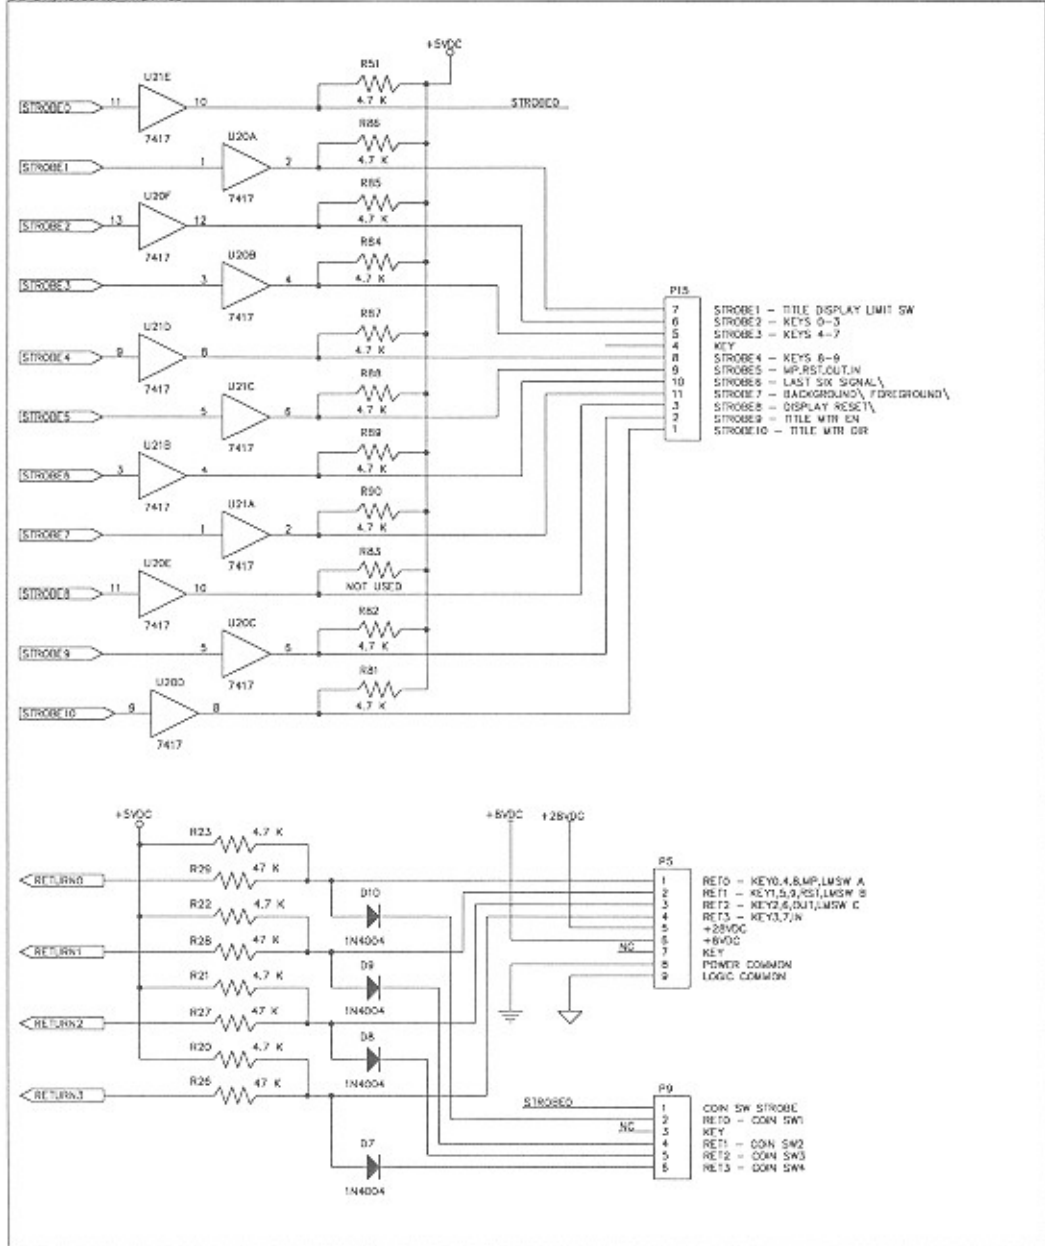 +5VDC
R51
U21E
STROBE0 11 10 4.7 K STROBE0
7417
R86
U20A
STROBE1 1 2 4.7 K
7417
R85
U20F
STROBE2 13 12 4.7 K
7417
R84
U20B
STROBE3 3 4 4.7 K
7417
R87
U21D
STROBE4 9 8 4.7 K
7417
R88
U21C
STROBE5 5 6 4.7 K
7417
R89
U21B
STROBE6 3 4 4.7 K
7417
R90
U21A
STROBE7 1 2 4.7 K
7417
R83
U20E
STROBE8 11 10 NOT USED
7417
R82
U20C
STROBE9 5 6 4.7 K
7417
R81
U20D
STROBE10 9 8 4.7 K
7417
P15
7 STROBE1 - TITLE DISPLAY LIMIT SW
6 STROBE2 - KEYS 0-3
5 STROBE3 - KEYS 4-7
4 KEY
8 STROBE4 - KEYS 8-9
9 STROBE5 - MP,RST,OUT,IN
10 STROBE6 - LAST SIX SIGNAL\
11 STROBE7 - BACKGROUND\ FOREGROUND\
3 STROBE8 - DISPLAY RESET\
2 STROBE9 - TITLE MTR EN
1 STROBE10 - TITLE MTR DIR
+5VDC
R23 4.7 K
RETURN0 R29 47 K
R22 4.7 K
RETURN1 R28 47 K
R21 4.7 K
RETURN2 R27 47 K
R20 4.7 K
RETURN3 R26 47 K
D10
1N4004
D9
1N4004
D8
1N4004
D7
1N4004
+8VDC +28VDC
P5
1 RET0 - KEY0,4,8,MP,LMSW A
2 RET1 - KEY1,5,9,RST,LMSW B
3 RET2 - KEY2,6,OUT,LMSW C
4 RET3 - KEY3,7,IN
5 +28VDC
6 +8VDC
NC 7 KEY
8 POWER COMMON
9 LOGIC COMMON
P9
STROBE0 1 COIN SW STROBE
2 RET0 - COIN SW1
NC 3 KEY
4 RET1 - COIN SW2
5 RET2 - COIN SW3
6 RET3 - COIN SW4